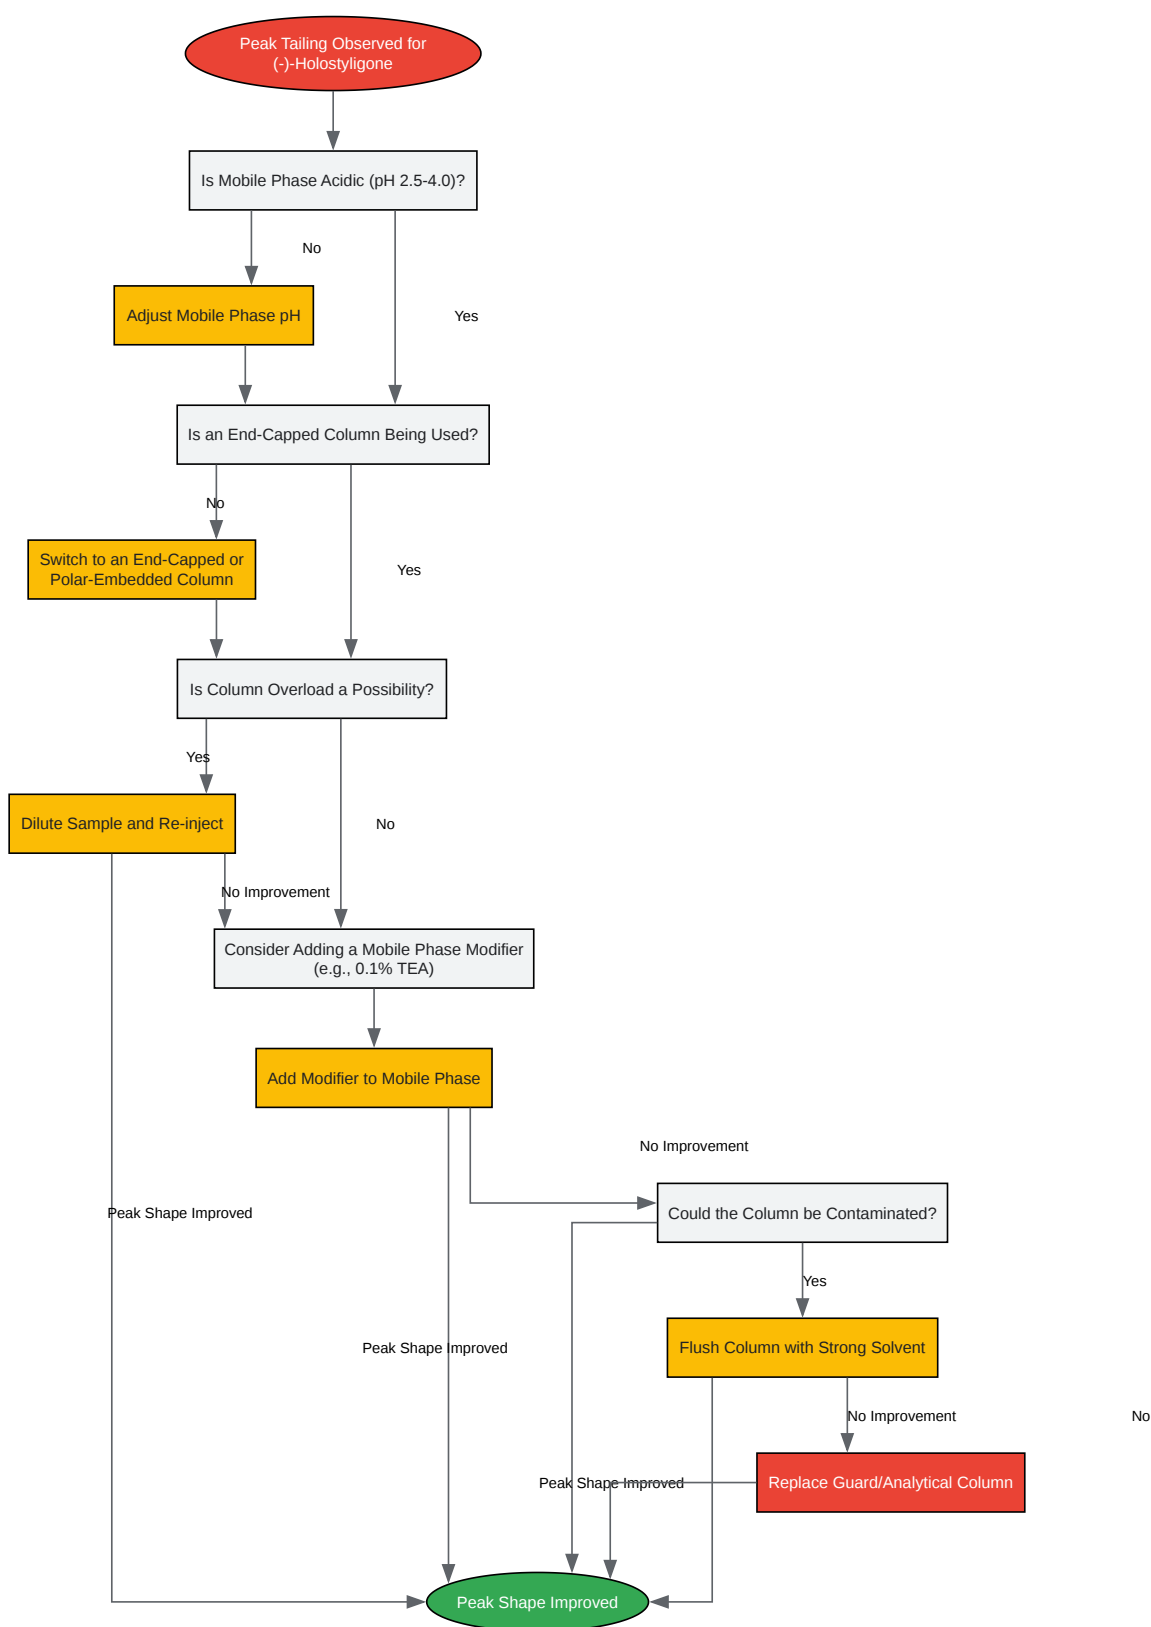 Peak Tailing Observed for
(-)-Holostyligone
Is Mobile Phase Acidic (pH 2.5-4.0)?
No
Adjust Mobile Phase pH
Yes
Is an End-Capped Column Being Used?
No
Switch to an End-Capped or
Polar-Embedded Column
Yes
Is Column Overload a Possibility?
Yes
Dilute Sample and Re-inject
No
No Improvement
Consider Adding a Mobile Phase Modifier
(e.g., 0.1% TEA)
Add Modifier to Mobile Phase
No Improvement
Peak Shape Improved
Could the Column be Contaminated?
Yes
Peak Shape Improved
Flush Column with Strong Solvent
No Improvement
No
Peak Shape Improved
Replace Guard/Analytical Column
Peak Shape Improved